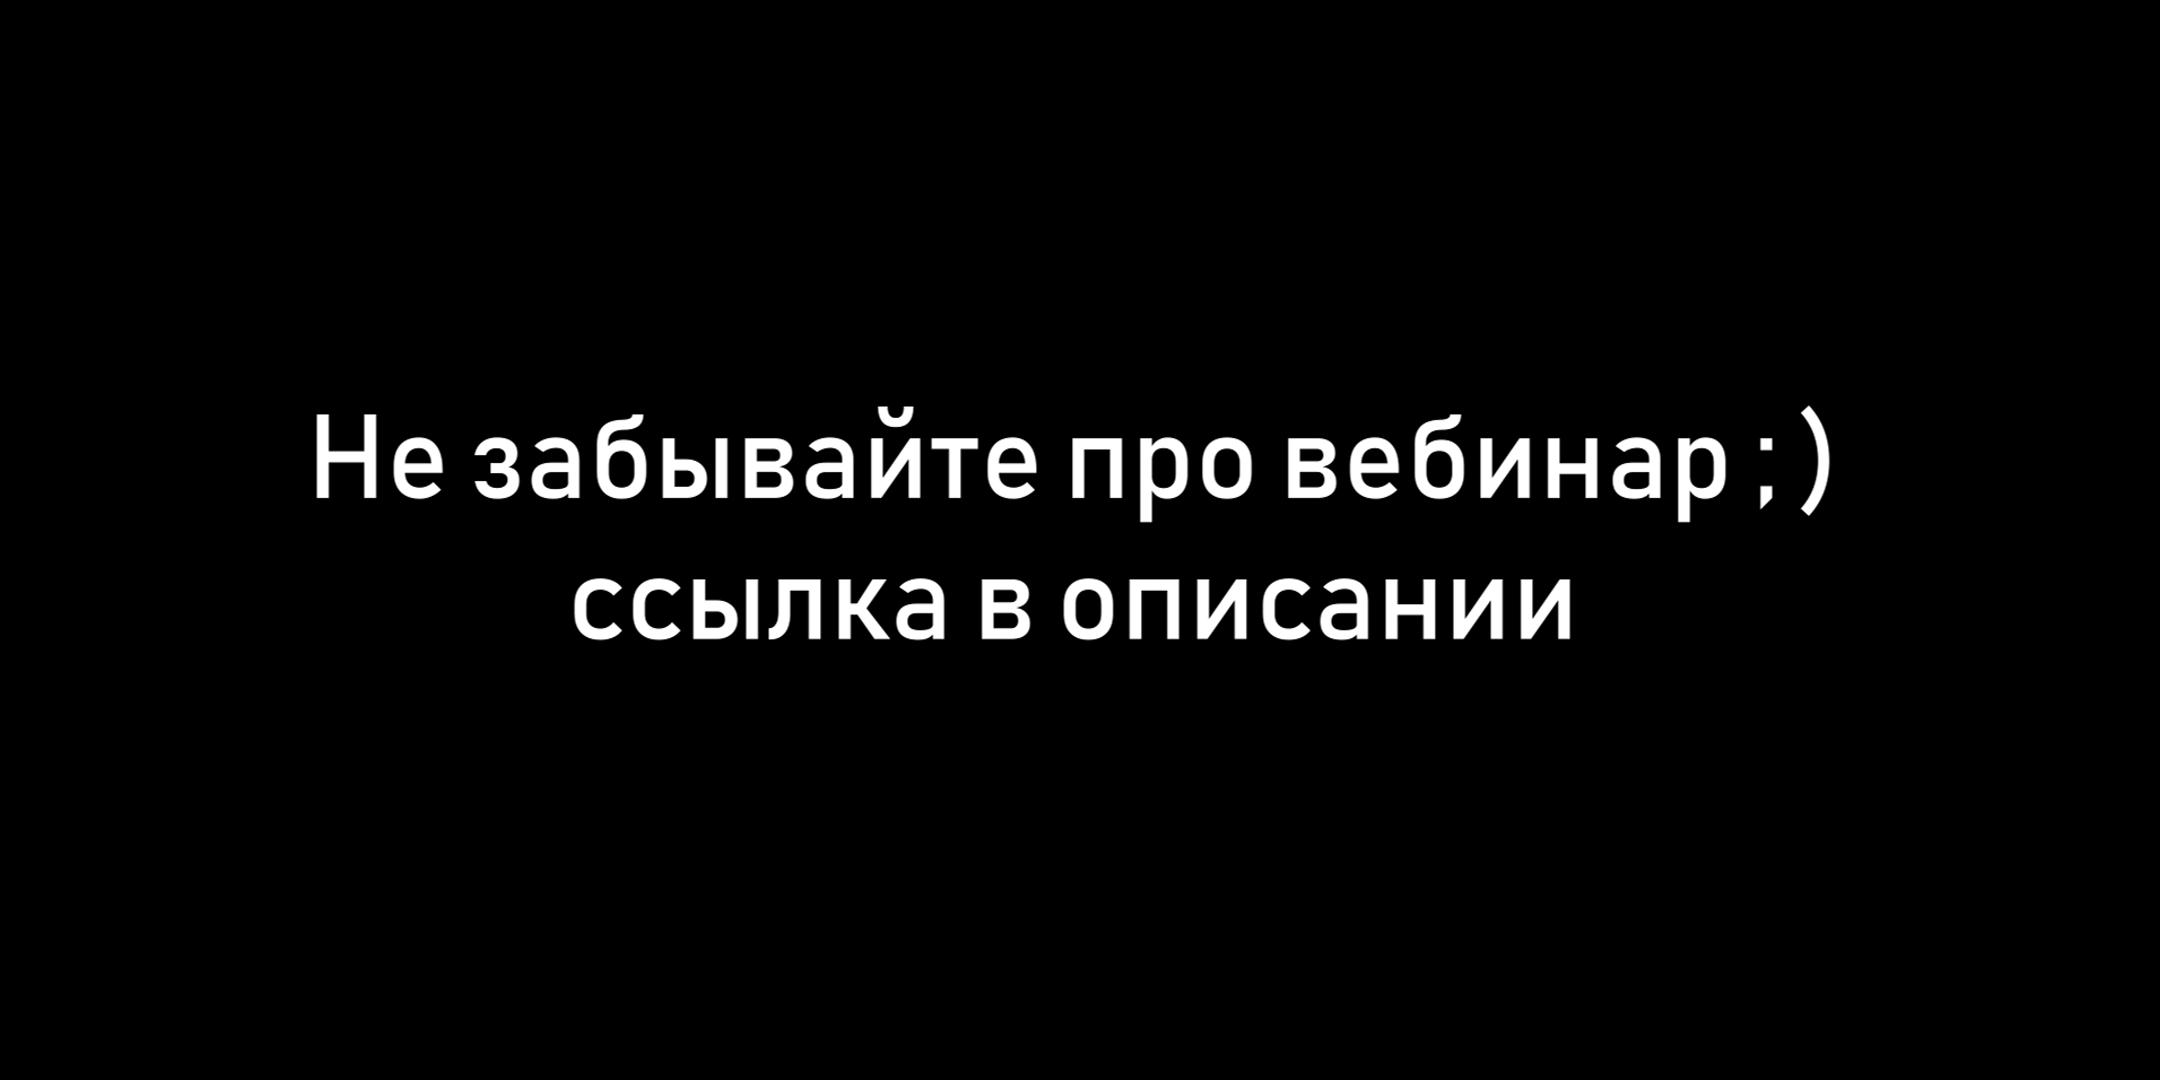 Не забывайте про вебинар ;)
ссылка в описании